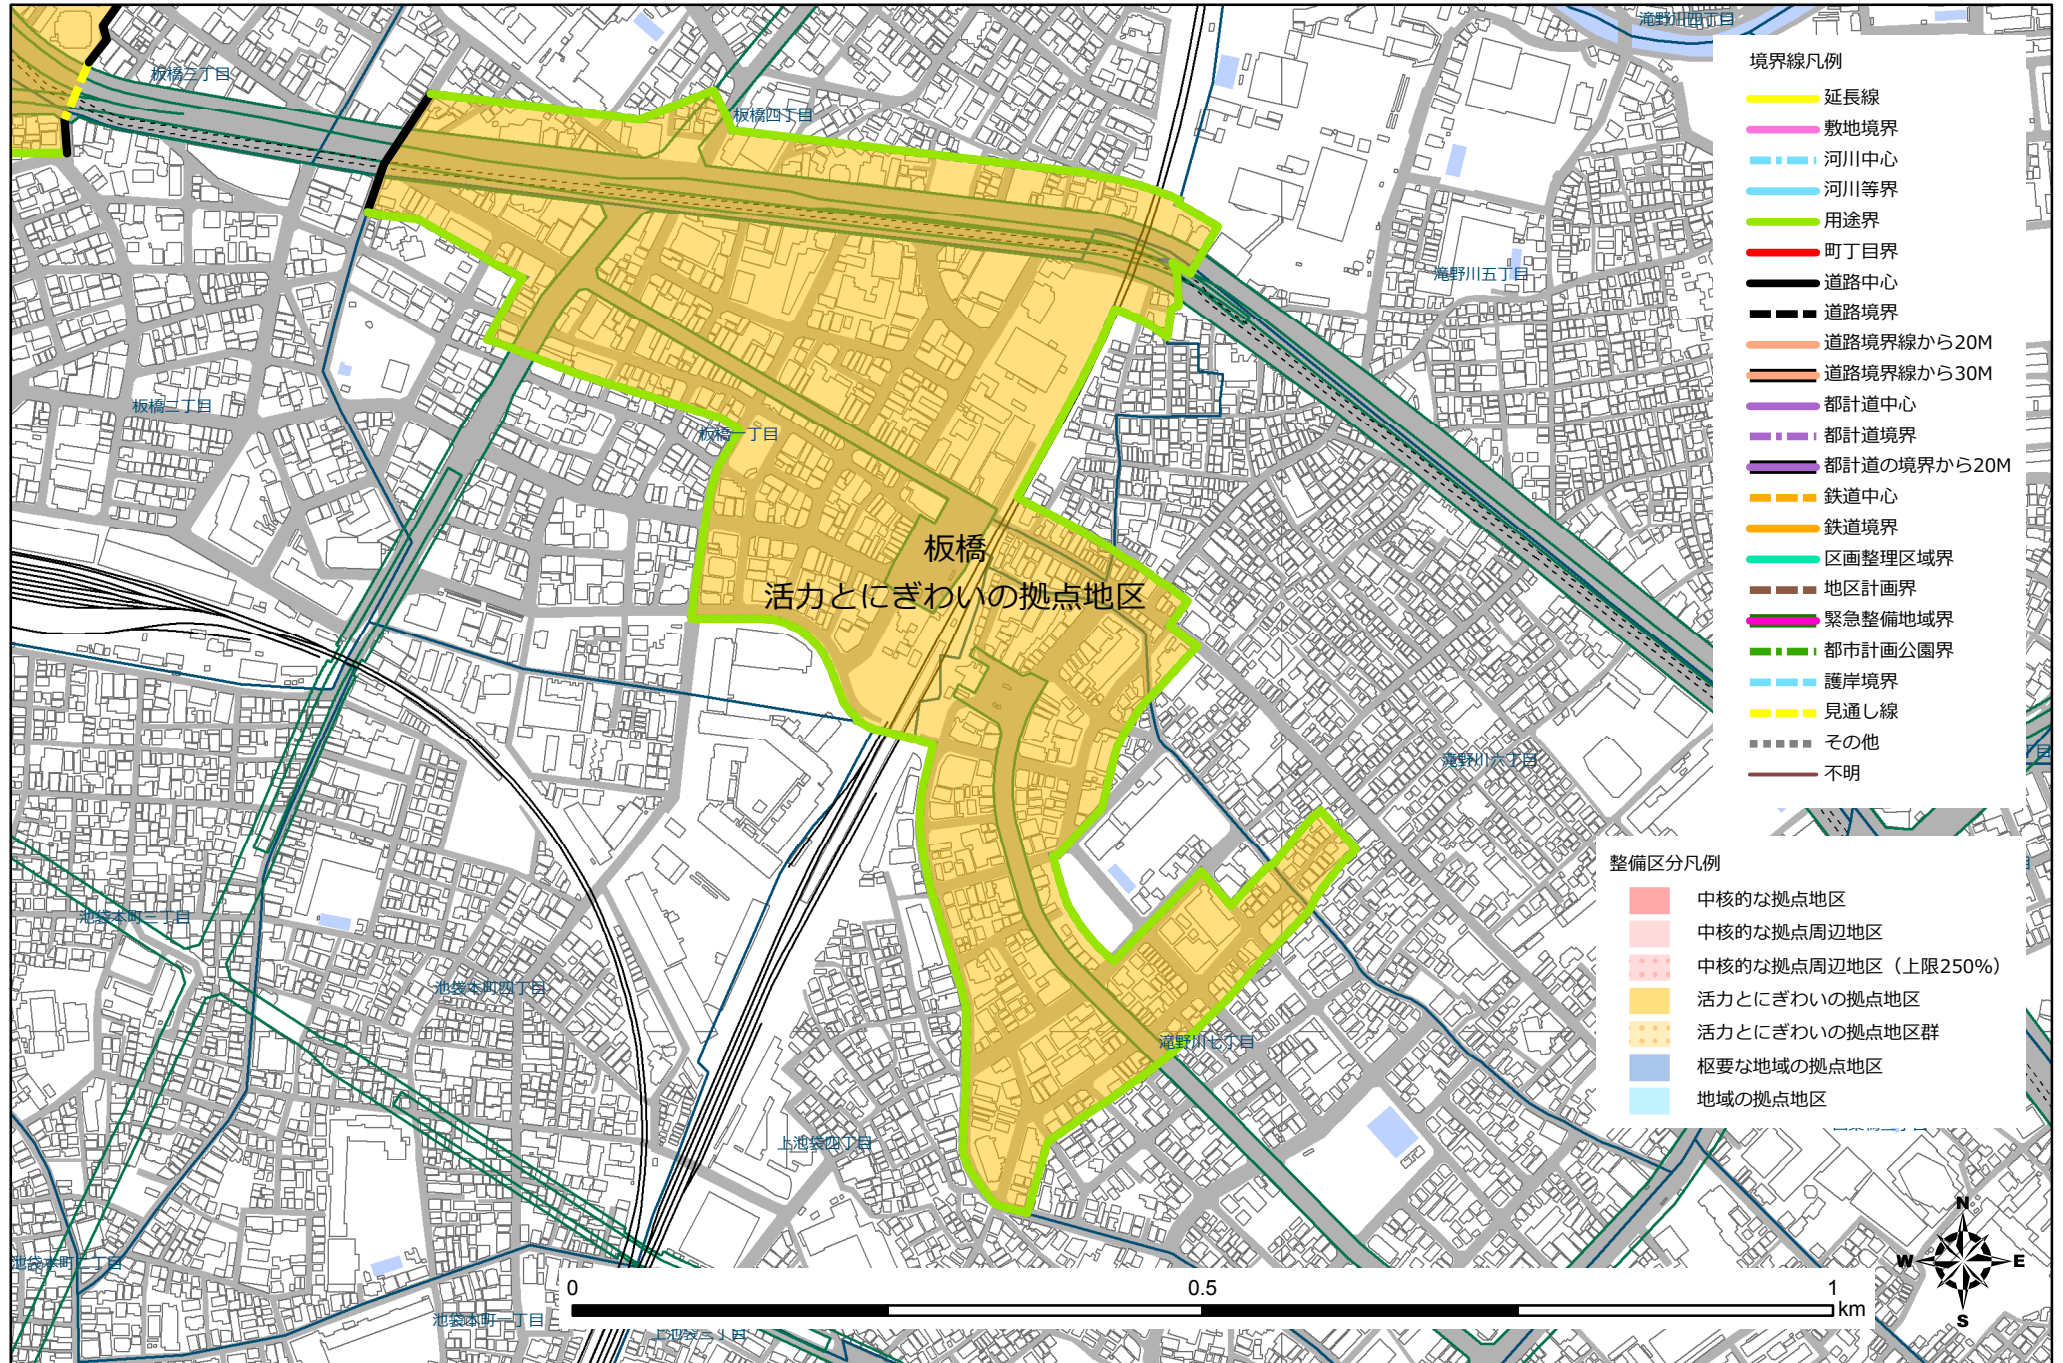 滝野川四丁目
板橋三丁目
板橋四丁目
滝野川五丁目
板橋二丁目
板橋一丁目
板橋
活力とにぎわいの拠点地区
滝野川六丁目
池袋本町三丁目
池袋本町四丁目
滝野川七丁目
上池袋四丁目
池袋本町二丁目
池袋本町一丁目
上池袋三丁目
境界線凡例
延長線
敷地境界
河川中心
河川等界
用途界
町丁目界
道路中心
道路境界
道路境界線から20M
道路境界線から30M
都計道中心
都計道境界
都計道の境界から20M
鉄道中心
鉄道境界
区画整理区域界
地区計画界
緊急整備地域界
都市計画公園界
護岸境界
見通し線
その他
不明
整備区分凡例
中核的な拠点地区
中核的な拠点周辺地区
中核的な拠点周辺地区（上限250%）
活力とにぎわいの拠点地区
活力とにぎわいの拠点地区群
枢要な地域の拠点地区
地域の拠点地区
N
W E
S
0 0.5 1
km